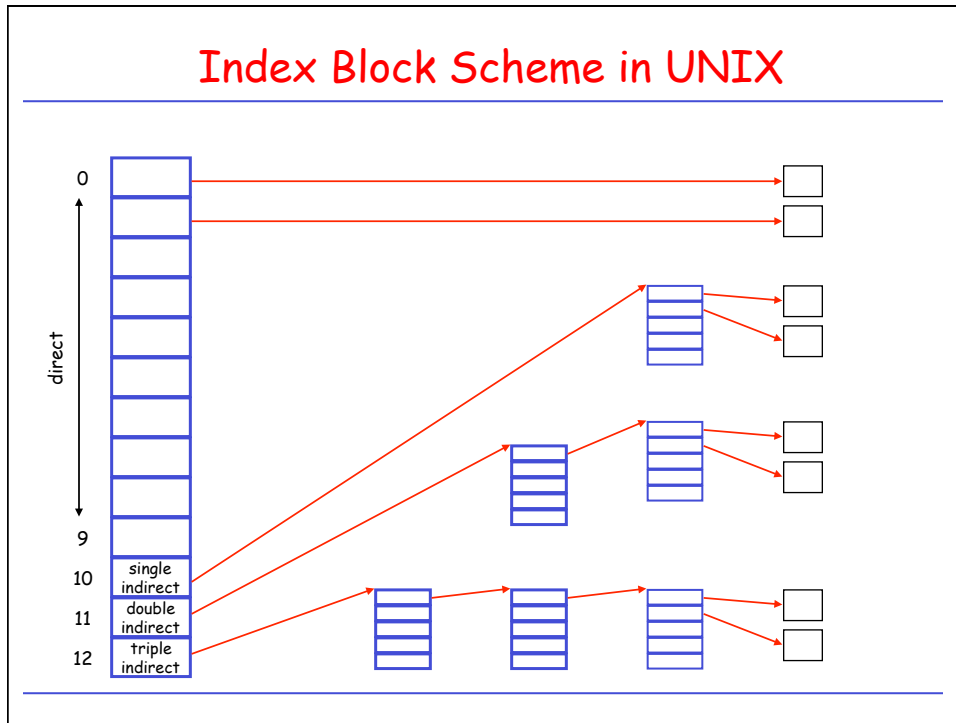 Index Block Scheme in UNIX
0
direct
9
10
single
indirect
11
double
indirect
12
triple
indirect